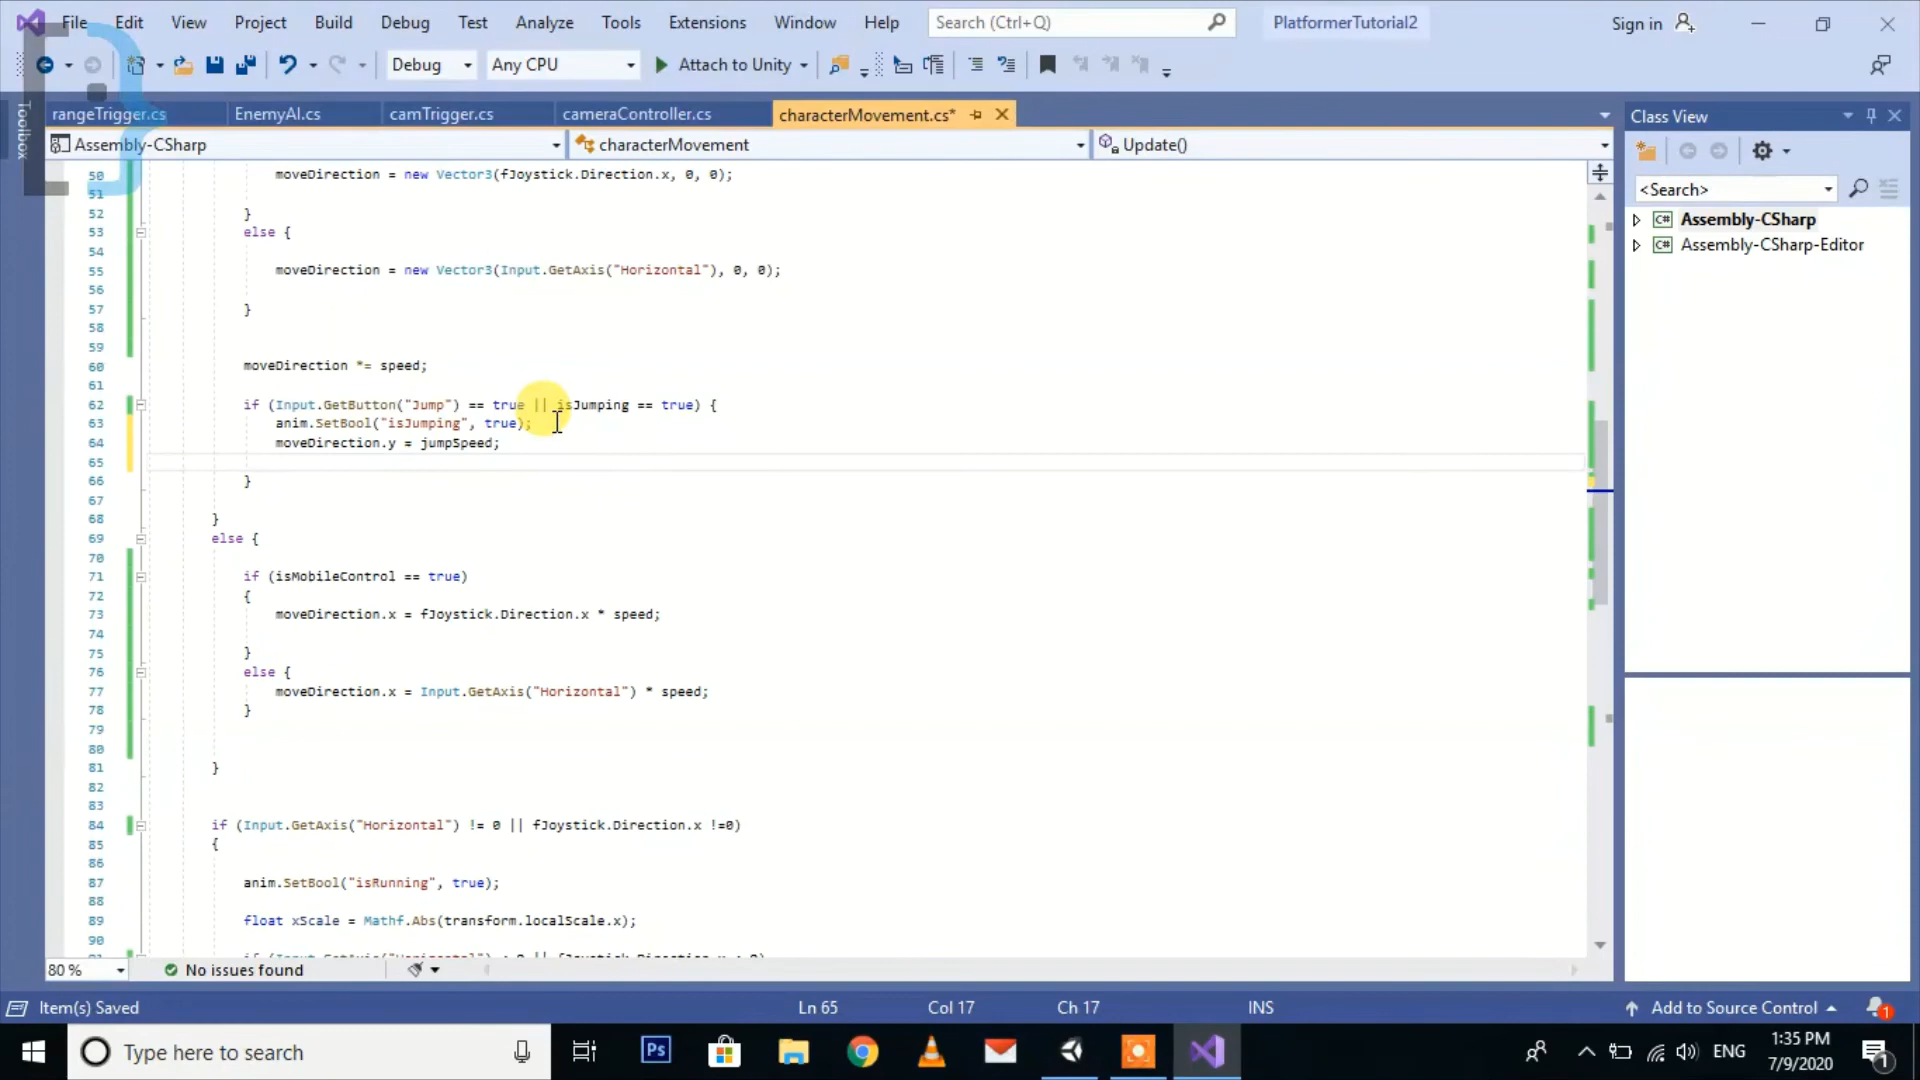 File Edit View Project Build Debug Test Analyze Tools Extensions Window Help Search (Ctrl+Q) PlatformerTutorial2 Sign in
Debug Any CPU Attach to Unity
Toolbox
rangeTrigger.cs EnemyAI.cs camTrigger.cs cameraController.cs characterMovement.cs*
Class View
Assembly-CSharp characterMovement Update()
<Search>
Assembly-CSharp
Assembly-CSharp-Editor
50 moveDirection = new Vector3(fJoystick.Direction.x, 0, 0);
51
52 }
53 else {
54
55 moveDirection = new Vector3(Input.GetAxis("Horizontal"), 0, 0);
56
57 }
58
59
60 moveDirection *= speed;
61
62 if (Input.GetButton("Jump") == true || isJumping == true) {
63 anim.SetBool("isJumping", true);
64 moveDirection.y = jumpSpeed;
65
66 }
67
68 }
69 else {
70
71 if (isMobileControl == true)
72 {
73 moveDirection.x = fJoystick.Direction.x * speed;
74
75 }
76 else {
77 moveDirection.x = Input.GetAxis("Horizontal") * speed;
78 }
79
80
81 }
82
83
84 if (Input.GetAxis("Horizontal") != 0 || fJoystick.Direction.x !=0)
85 {
86
87 anim.SetBool("isRunning", true);
88
89 float xScale = Mathf.Abs(transform.localScale.x);
90
80 % No issues found
Item(s) Saved Ln 65 Col 17 Ch 17 INS Add to Source Control 1
Type here to search Ps ENG 1:35 PM
7/9/2020 1